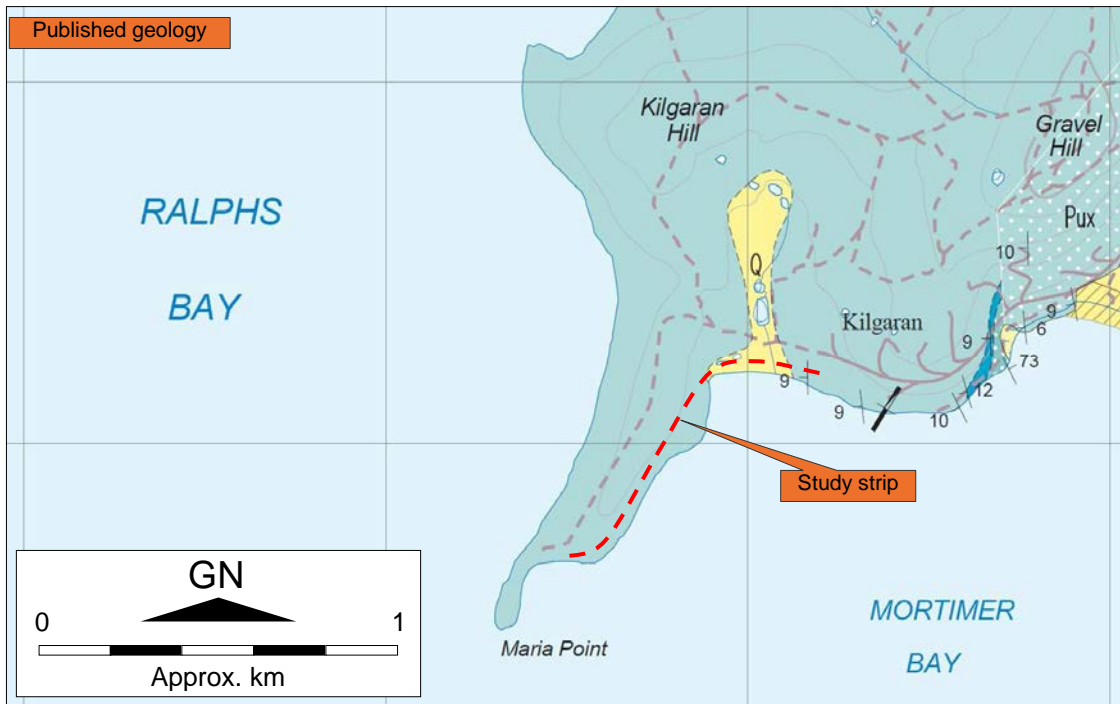 Published geology
Kilgaran
Hill
Gravel
Hill
RALPHS
BAY
Pux
10
Q
Kilgaran
9
6
9
73
9
12
9
10
Study strip
GN
0
1
Approx. km
Maria Point
MORTIMER
BAY